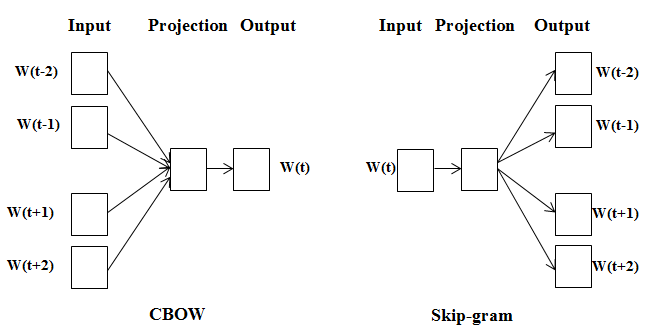 Input Projection Output Input Projection Output
W(t-2) W(t-2)
W(t-1) W(t-1)
W(t) W(t)
W(t+1) W(t+1)
W(t+2) W(t+2)
CBOW Skip-gram